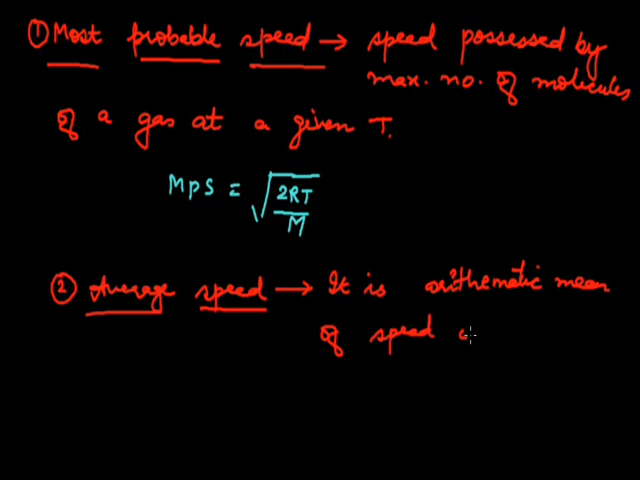 ① Most probable speed → speed possessed by
max. no. of molecules
of a gas at a given T.
MPS = √(2RT/M)
② Average speed → It is arithematic mean
of speed